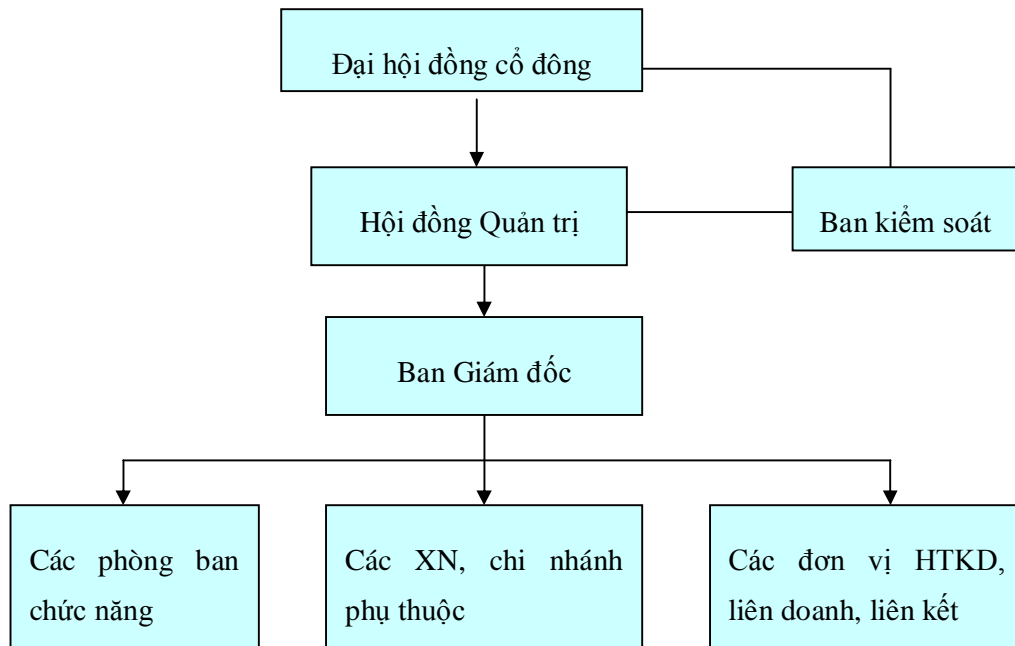 Đại hội đồng cổ đông
Hội đồng Quản trị
Ban kiểm soát
Ban Giám đốc
Các phòng ban
chức năng
Các XN, chi nhánh
phụ thuộc
Các đơn vị HTKD,
liên doanh, liên kết